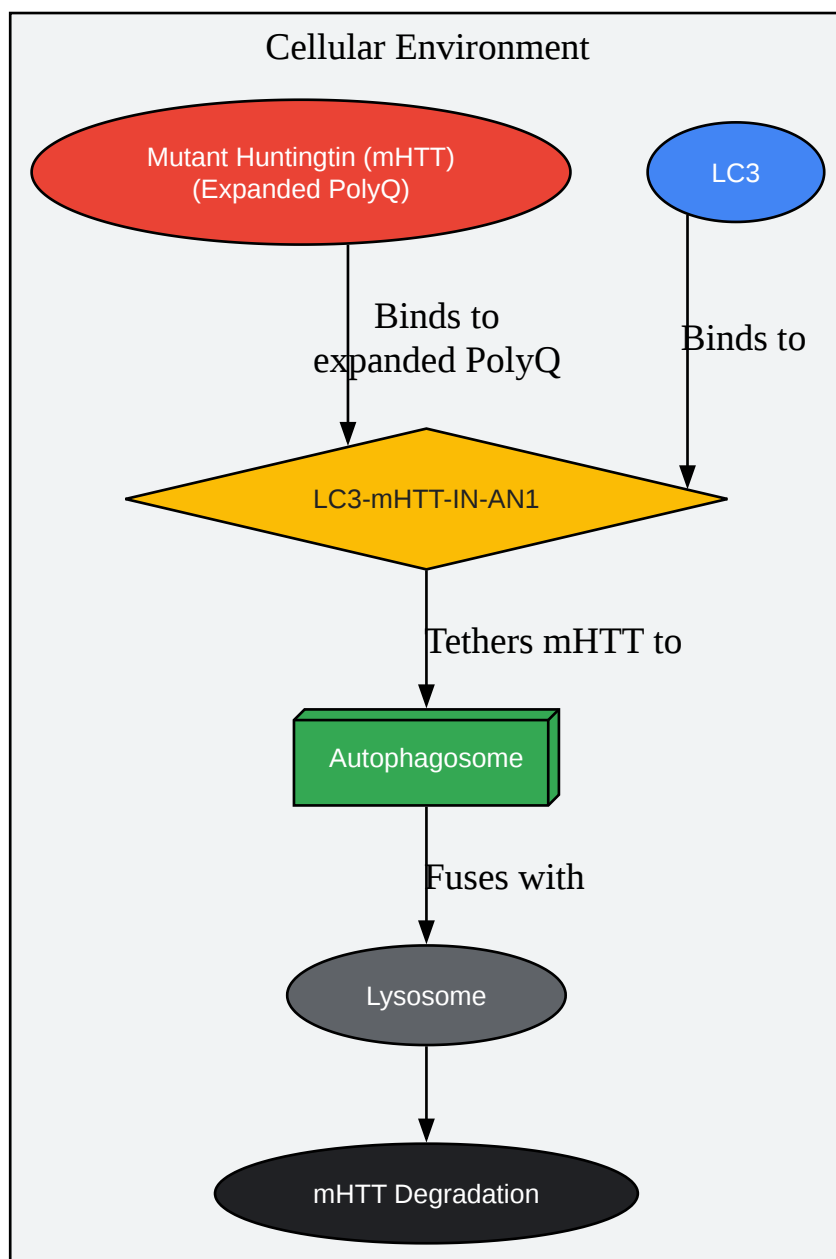 Cellular Environment
Mutant Huntingtin (mHTT)
(Expanded PolyQ)
LC3
Binds to
expanded PolyQ
Binds to
LC3-mHTT-IN-AN1
Tethers mHTT to
Autophagosome
Fuses with
Lysosome
mHTT Degradation